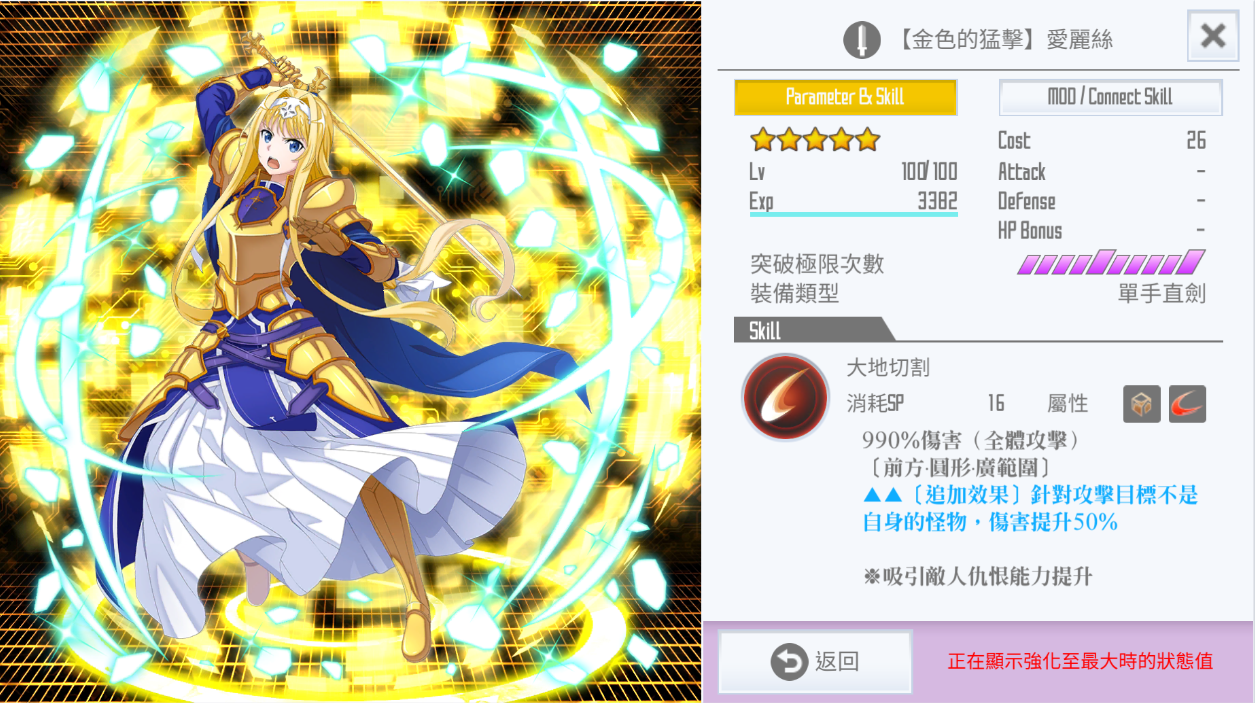 【金色的猛擊】愛麗絲
Parameter & Skill
MOD / Connect Skill
Lv 100/100
Exp 3382
Cost 26
Attack -
Defense -
HP Bonus -
突破極限次數
裝備類型 單手直劍
Skill
大地切割
消耗SP 16 屬性
990%傷害（全體攻擊）
〔前方·圓形·廣範圍〕
▲▲〔追加效果〕針對攻擊目標不是
自身的怪物，傷害提升50%
※吸引敵人仇恨能力提升
返回
正在顯示強化至最大時的狀態值